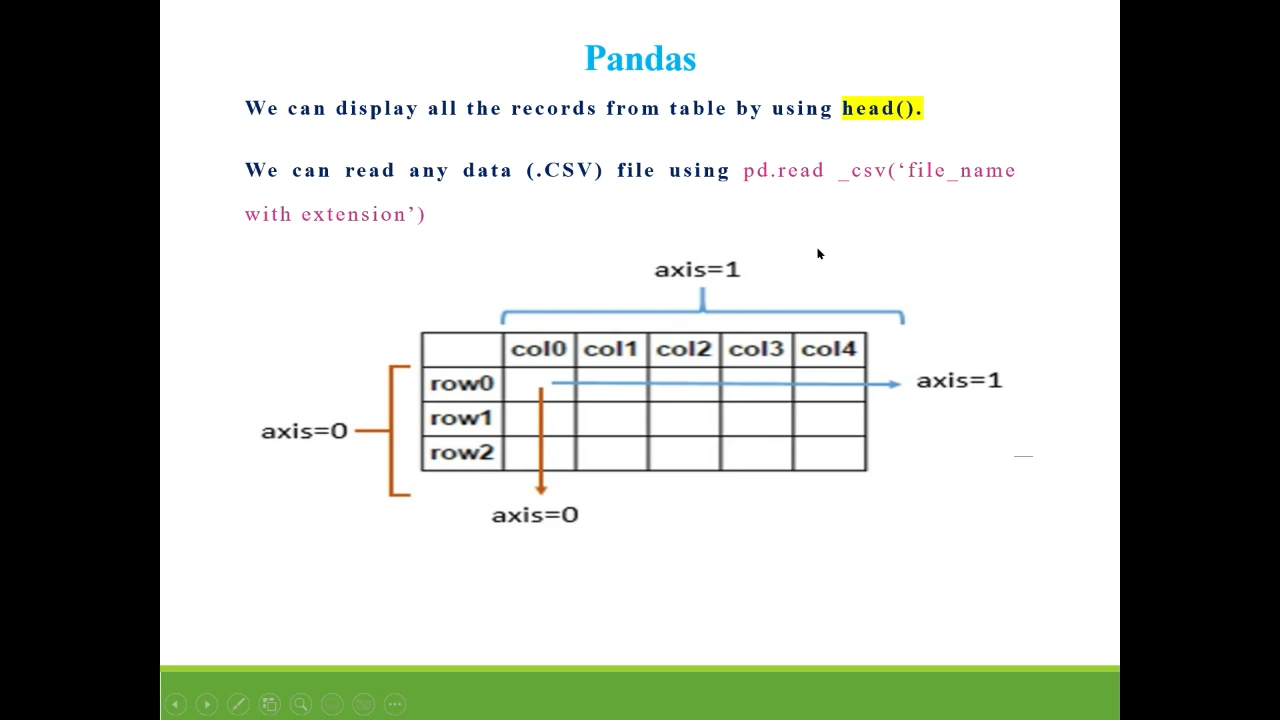 Pandas
We can display all the records from table by using head().
We can read any data (.CSV) file using pd.read _csv(‘file_name
with extension’)
axis=1
col0 col1 col2 col3 col4
row0
axis=1
row1
axis=0
row2
axis=0